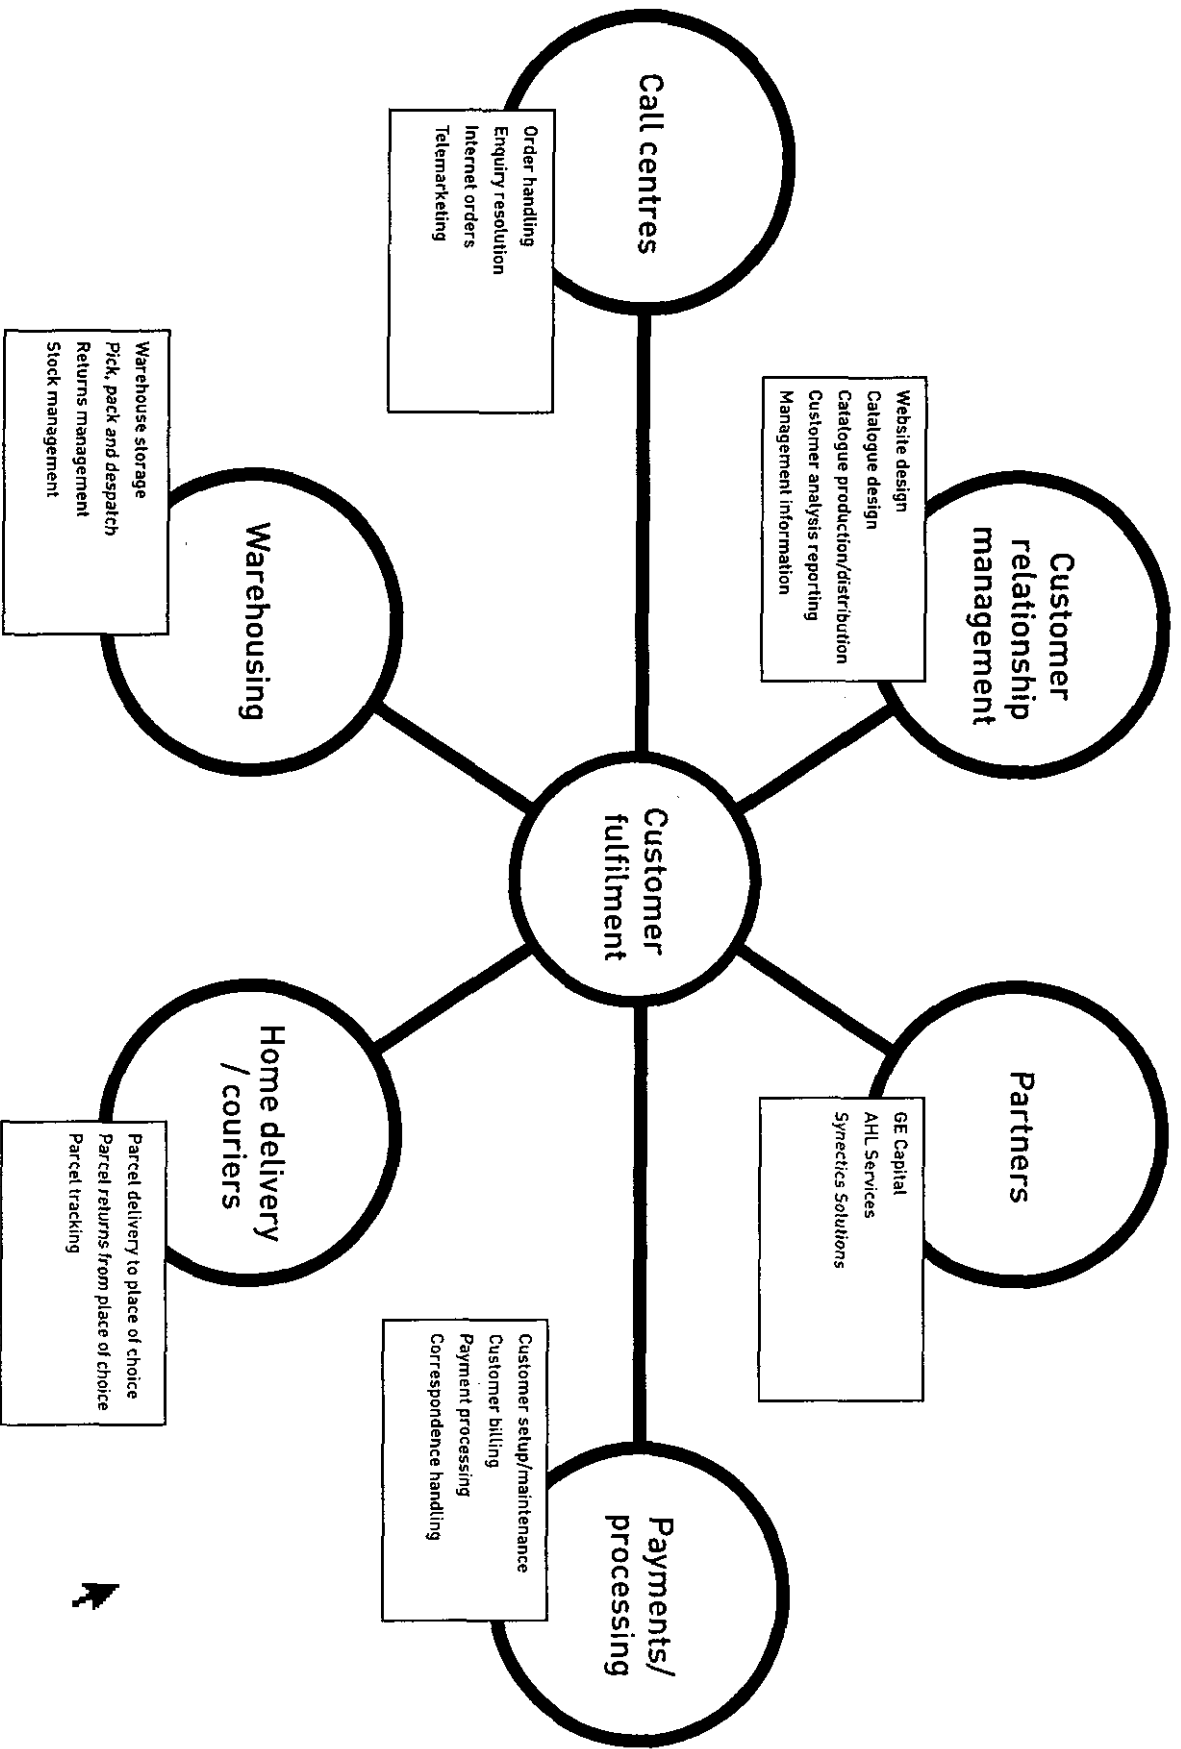 Customer
relationship
management
Website design
Catalogue design
Catalogue production/distribution
Customer analysis reporting
Management information
Partners
GE Capital
AHL Services
Synectics Solutions
Call centres
Order handling
Enquiry resolution
Internet orders
Telemarketing
Customer
fulfilment
Payments/
processing
Customer setup/maintenance
Customer billing
Payment processing
Correspondence handling
Warehousing
Warehouse storage
Pick, pack and despatch
Returns management
Stock management
Home delivery
/ couriers
Parcel delivery to place of choice
Parcel returns from place of choice
Parcel tracking